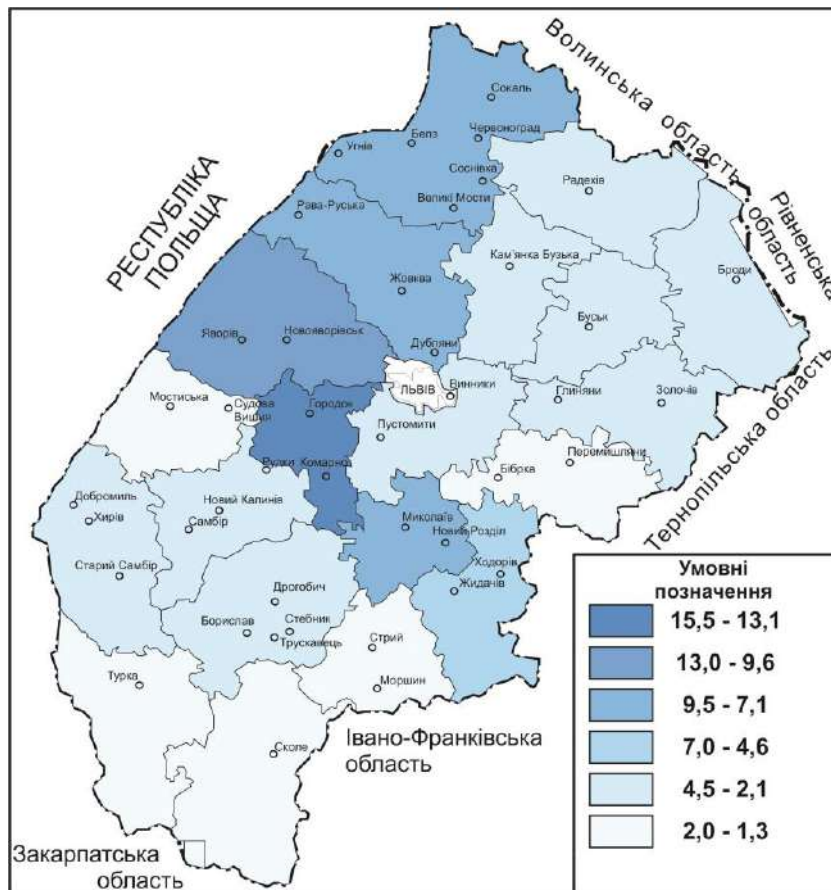 Волинська область
Сокаль
Белз
Червоноград
Угнів
Соснівка
Радехів
РЕСПУБЛІКА
ПОЛЬЩА
Рава-Руська
Великі Мости
Рівненська
область
Кам'янка Бузька
Броди
Жовква
Буськ
Яворів
Новояворівськ
Дубляни
ЛЬВІВ
Винники
Глиняни
Золочів
Мостиська
Судова
Вишня
Городок
Пустомити
Тернопільська область
Рудки
Комарно
Бібрка
Перемишляни
Добромиль
Хирів
Новий Калинів
Самбір
Миколаїв
Новий Розділ
Ходорів
Старий Самбір
Жидачів
Дрогобич
Борислав
Стебник
Трускавець
Стрий
Турка
Моршин
Сколе
Івано-Франківська
область
Закарпатська
область
Умовні
позначення
15,5 - 13,1
13,0 - 9,6
9,5 - 7,1
7,0 - 4,6
4,5 - 2,1
2,0 - 1,3